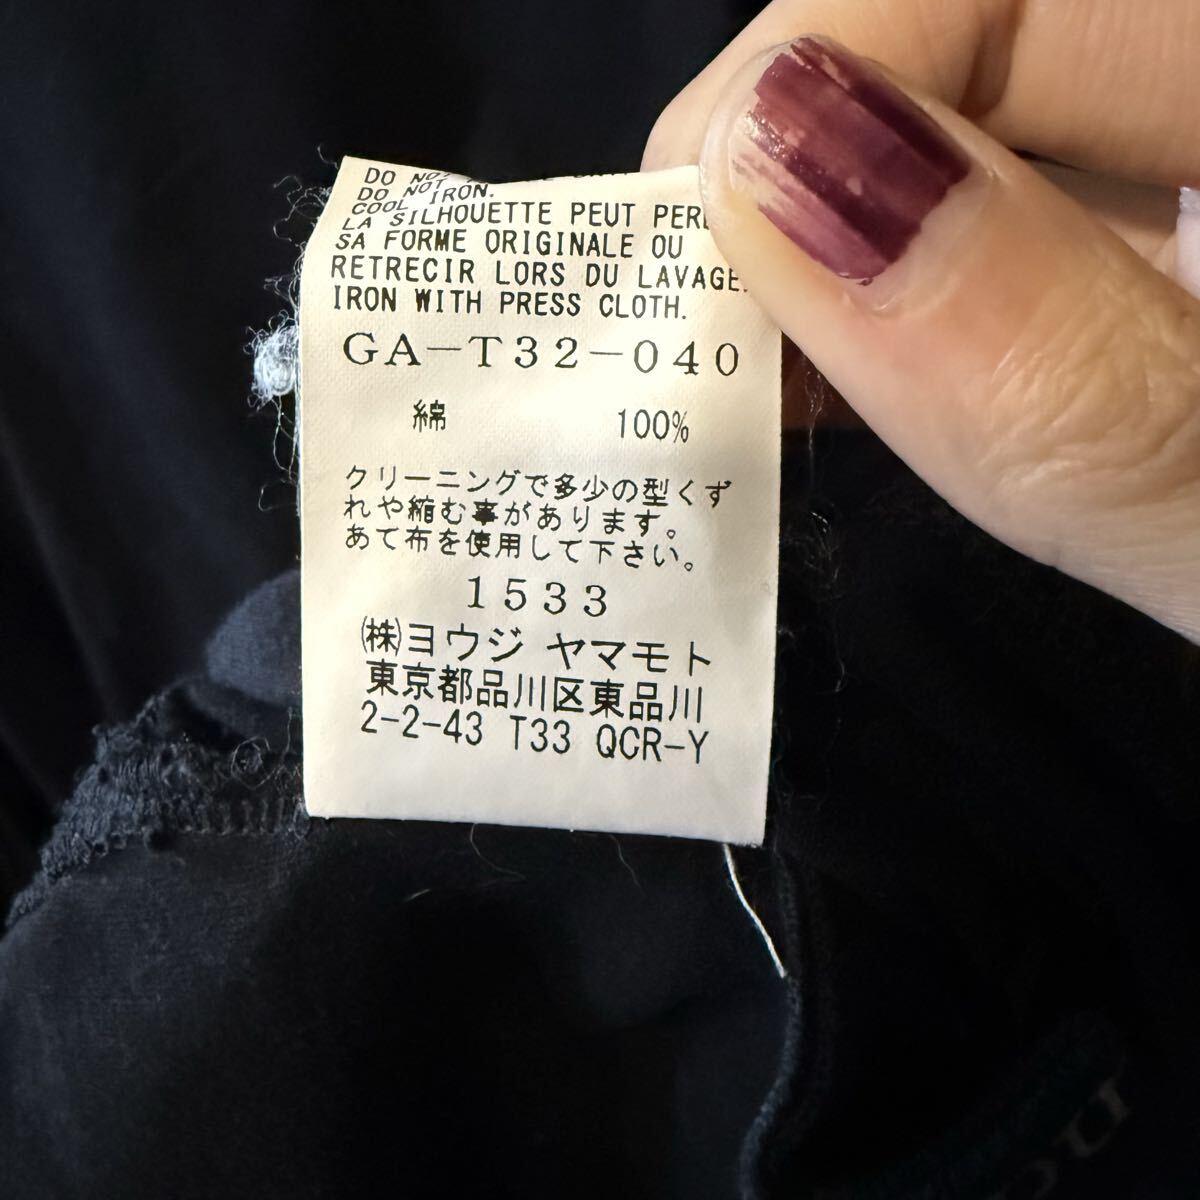 DO NOT
DO NOT
COOL IRON.
LA SILHOUETTE PEUT
SA FORME ORIGINALE OU
RETRECIR LORS DU LAVAGE.
IRON WITH PRESS CLOTH.
GA-T32-040
綿 100%
クリーニングで多少の型くず
れや縮む事があります。
あて布を使用して下さい。
1533
㈱ヨウジ ヤマモト
東京都品川区東品川
2-2-43 T33 QCR-Y